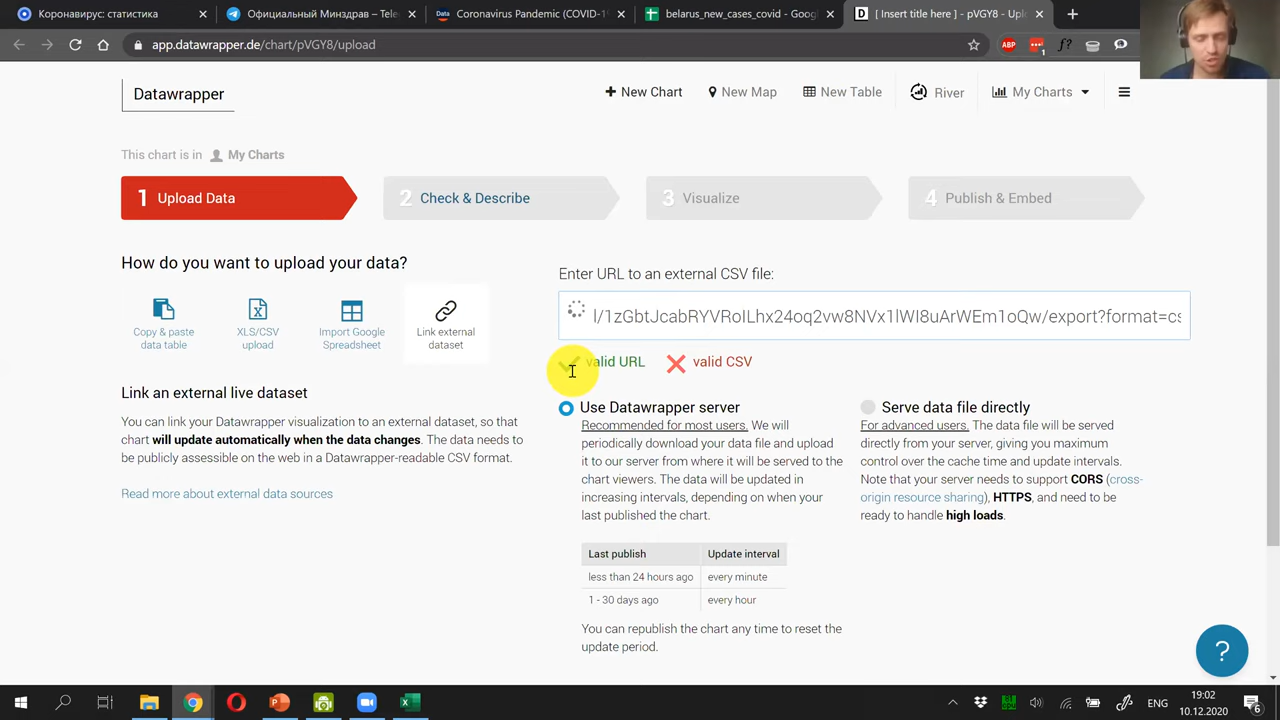 Коронавирус: статистика
Официальный Минздрав – Tele
Coronavirus Pandemic (COVID-19
belarus_new_cases_covid - Googl
[ Insert title here ] - pVGY8 - Uplo
app.datawrapper.de/chart/pVGY8/upload
ABP
1
f?
Datawrapper
New Chart
New Map
New Table
River
My Charts
This chart is in My Charts
1 Upload Data
2 Check & Describe
3 Visualize
4 Publish & Embed
How do you want to upload your data?
Copy & paste
data table
XLS/CSV
upload
Import Google
Spreadsheet
Link external
dataset
Link an external live dataset
You can link your Datawrapper visualization to an external dataset, so that
chart will update automatically when the data changes. The data needs to
be publicly assessible on the web in a Datawrapper-readable CSV format.
Read more about external data sources
Enter URL to an external CSV file:
l/1zGbtJcabRYVRoILhx24oq2vw8NVx1lWI8uArWEm1oQw/export?format=cs
valid URL
valid CSV
Use Datawrapper server
Recommended for most users. We will
periodically download your data file and upload
it to our server from where it will be served to the
chart viewers. The data will be updated in
increasing intervals, depending on when your
last published the chart.
Last publish Update interval
less than 24 hours ago every minute
1 - 30 days ago every hour
You can republish the chart any time to reset the
update period.
Serve data file directly
For advanced users. The data file will be served
directly from your server, giving you maximum
control over the cache time and update intervals.
Note that your server needs to support CORS (cross-
origin resource sharing), HTTPS, and need to be
ready to handle high loads.
?
ENG
19:02
10.12.2020
6